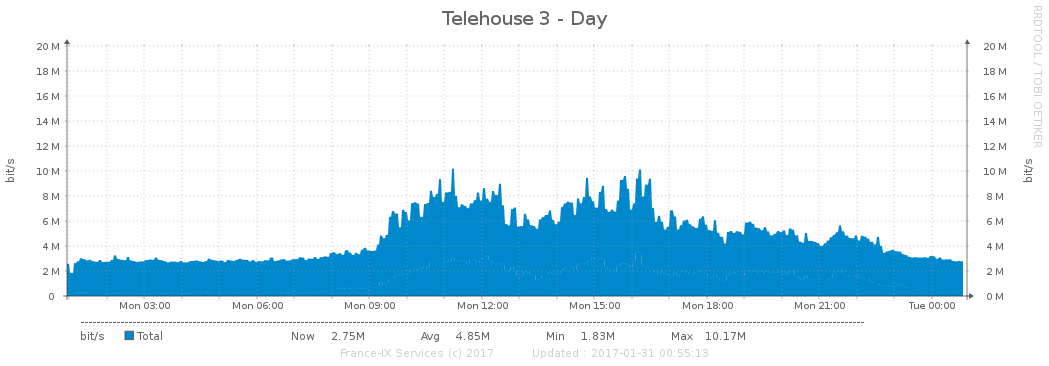 Telehouse 3 - Day
RRDTOOL / TOBI OETIKER
bit/s
bit/s
20 M 20 M
18 M 18 M
16 M 16 M
14 M 14 M
12 M 12 M
10 M 10 M
8 M 8 M
6 M 6 M
4 M 4 M
2 M 2 M
0 0 M
Mon 03:00 Mon 06:00 Mon 09:00 Mon 12:00 Mon 15:00 Mon 18:00 Mon 21:00 Tue 00:00
bit/s Total Now 2.75M Avg 4.85M Min 1.83M Max 10.17M
France-IX Services (c) 2017 Updated : 2017-01-31 00:55:13